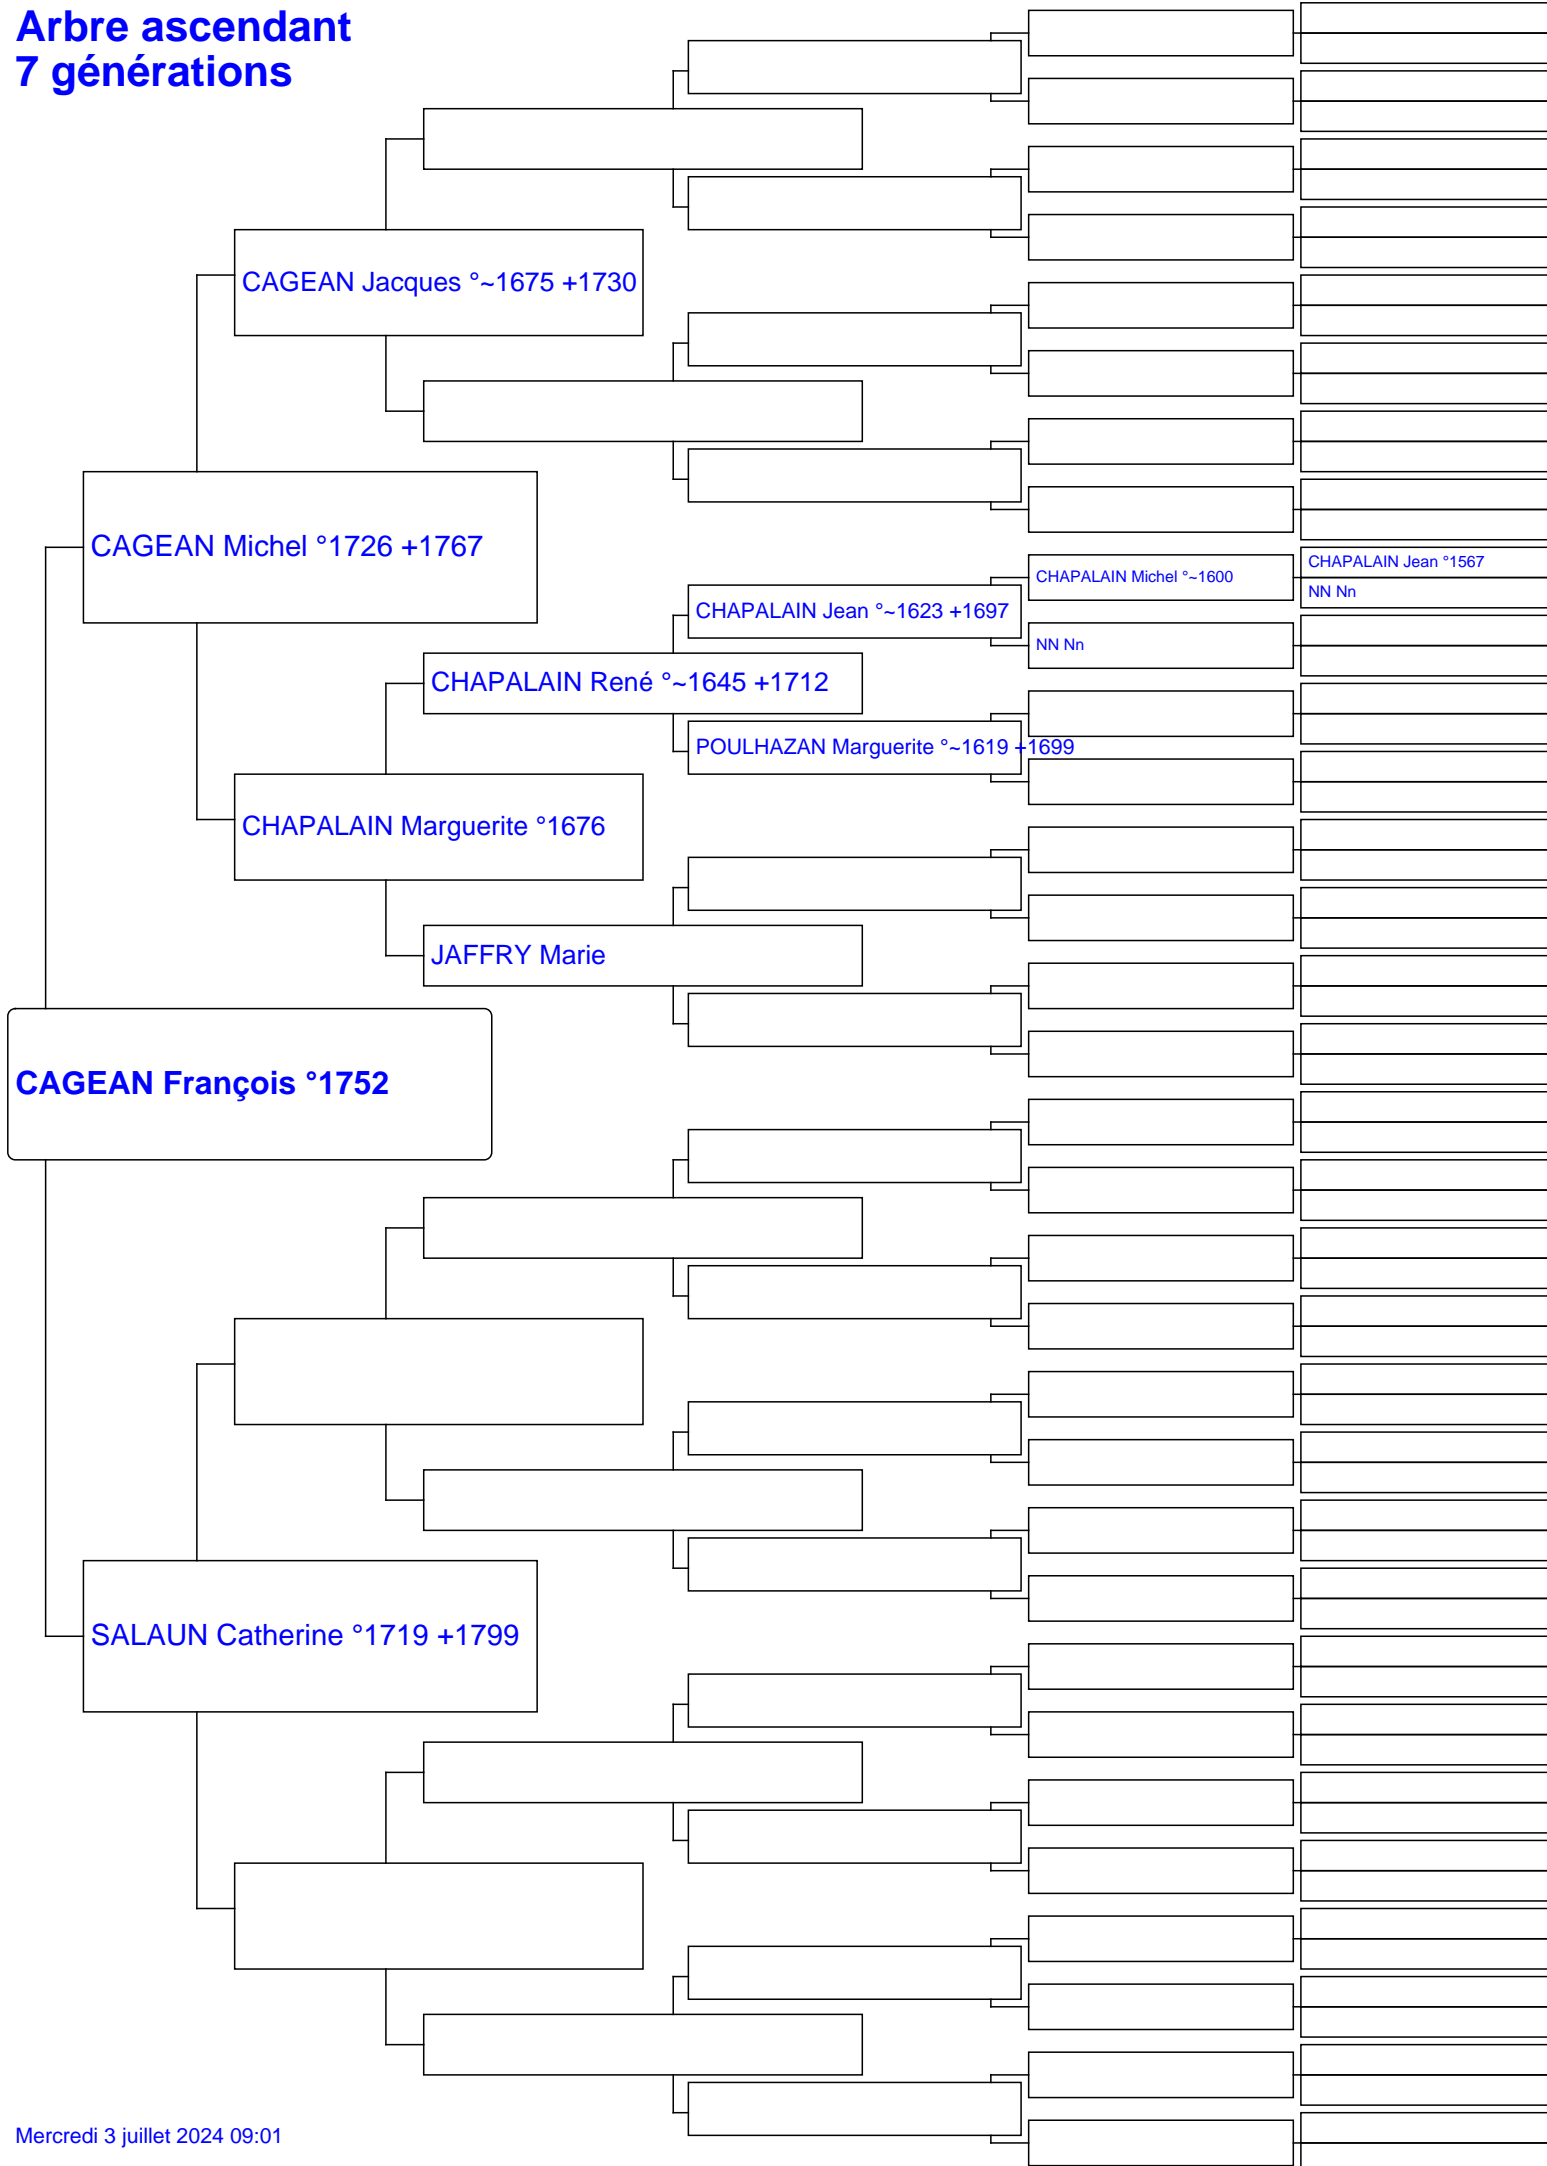 Arbre ascendant
7 générations
CAGEAN Jacques °~1675 +1730
CAGEAN Michel °1726 +1767
CHAPALAIN Jean °1567
CHAPALAIN Michel °~1600
NN Nn
CHAPALAIN Jean °~1623 +1697
NN Nn
CHAPALAIN René °~1645 +1712
POULHAZAN Marguerite °~1619 +1699
CHAPALAIN Marguerite °1676
JAFFRY Marie
CAGEAN François °1752
SALAUN Catherine °1719 +1799
Mercredi 3 juillet 2024 09:01